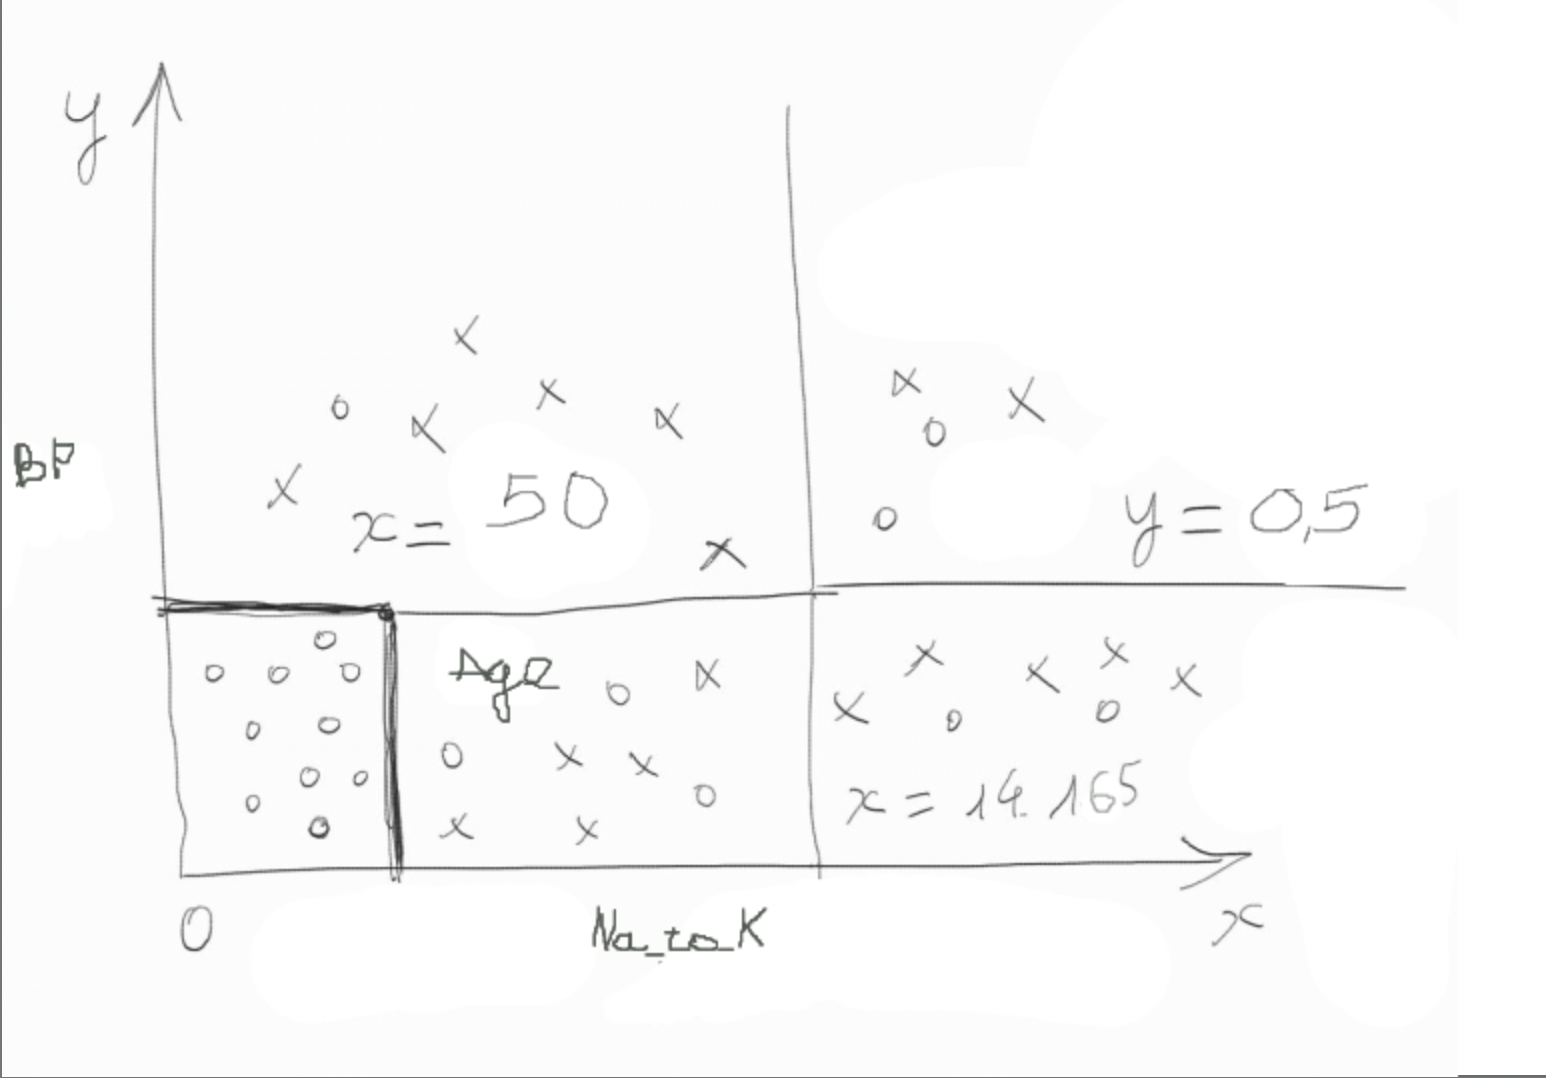 y
BP
x = 50
y = 0,5
Age
x = 14.165
0
Na_to_K
x